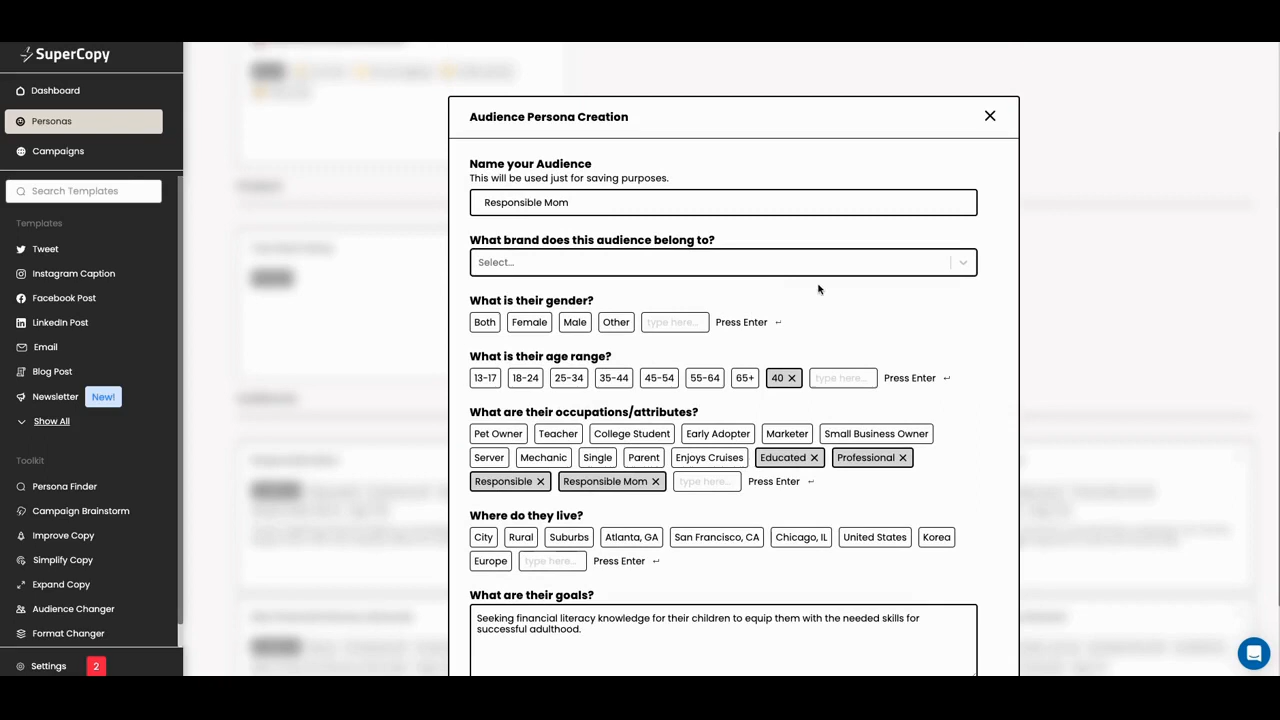 SuperCopy
Dashboard
Personas
Campaigns
Search Templates
Templates
Tweet
Instagram Caption
Facebook Post
LinkedIn Post
Email
Blog Post
Newsletter New!
Show All
Toolkit
Persona Finder
Campaign Brainstorm
Improve Copy
Simplify Copy
Expand Copy
Audience Changer
Format Changer
Settings 2
Audience Persona Creation
Name your Audience
This will be used just for saving purposes.
Responsible Mom
What brand does this audience belong to?
Select...
What is their gender?
Both Female Male Other type here... Press Enter
What is their age range?
13-17 18-24 25-34 35-44 45-54 55-64 65+ 40 type here... Press Enter
What are their occupations/attributes?
Pet Owner Teacher College Student Early Adopter Marketer Small Business Owner
Server Mechanic Single Parent Enjoys Cruises Educated Professional
Responsible Responsible Mom type here... Press Enter
Where do they live?
City Rural Suburbs Atlanta, GA San Francisco, CA Chicago, IL United States Korea
Europe type here... Press Enter
What are their goals?
Seeking financial literacy knowledge for their children to equip them with the needed skills for
successful adulthood.